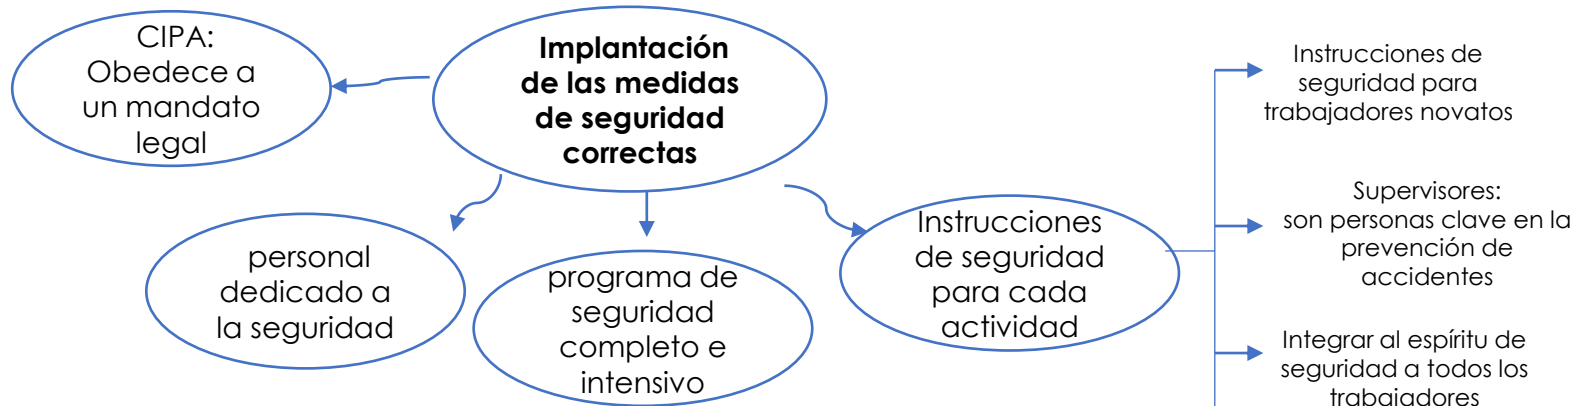 CIPA:
Obedece a
un mandato
legal
Implantación
de las medidas
de seguridad
correctas
personal
dedicado a
la seguridad
programa de
seguridad
completo e
intensivo
Instrucciones
de seguridad
para cada
actividad
Instrucciones de
seguridad para
trabajadores novatos
Supervisores:
son personas clave en la
prevención de
accidentes
Integrar al espíritu de
seguridad a todos los
trabajadores